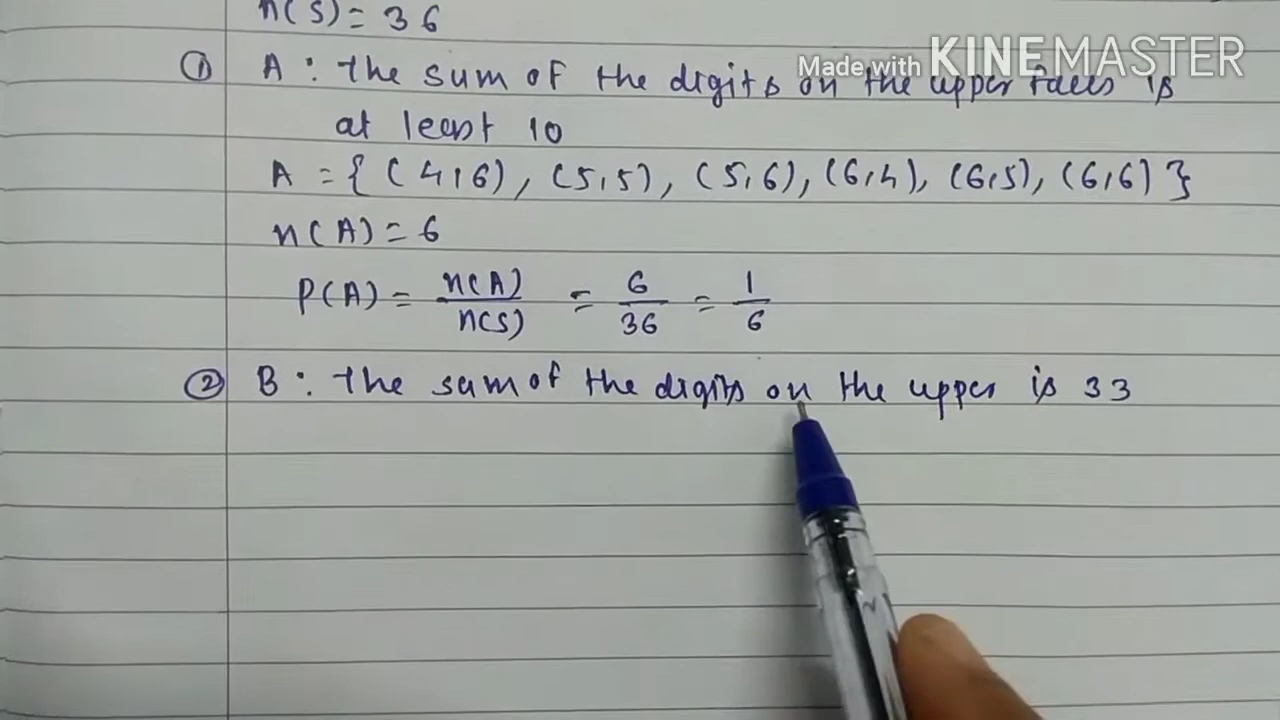 n(S) = 36
Made with KINEMASTER
① A : The sum of the digits on the upper faces is
at least 10
A = { (4,6), (5,5), (5,6), (6,4), (6,5), (6,6) }
n(A) = 6
P(A) = n(A)/n(S) = 6/36 = 1/6
② B : The sum of the digits on the upper is 33